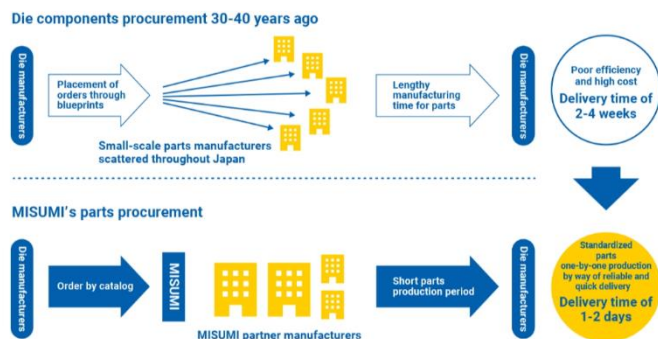 Die components procurement 30-40 years ago
Die manufacturers
Placement of
orders through
blueprints
Small-scale parts manufacturers
scattered throughout Japan
Lengthy
manufacturing
time for parts
Die manufacturers
Poor efficiency
and high cost
Delivery time of
2-4 weeks
MISUMI's parts procurement
Die manufacturers
Order by catalog
MISUMI
MISUMI partner manufacturers
Short parts
production period
Die manufacturers
Standardized
parts
one-by-one production
by way of reliable and
quick delivery
Delivery time of
1-2 days